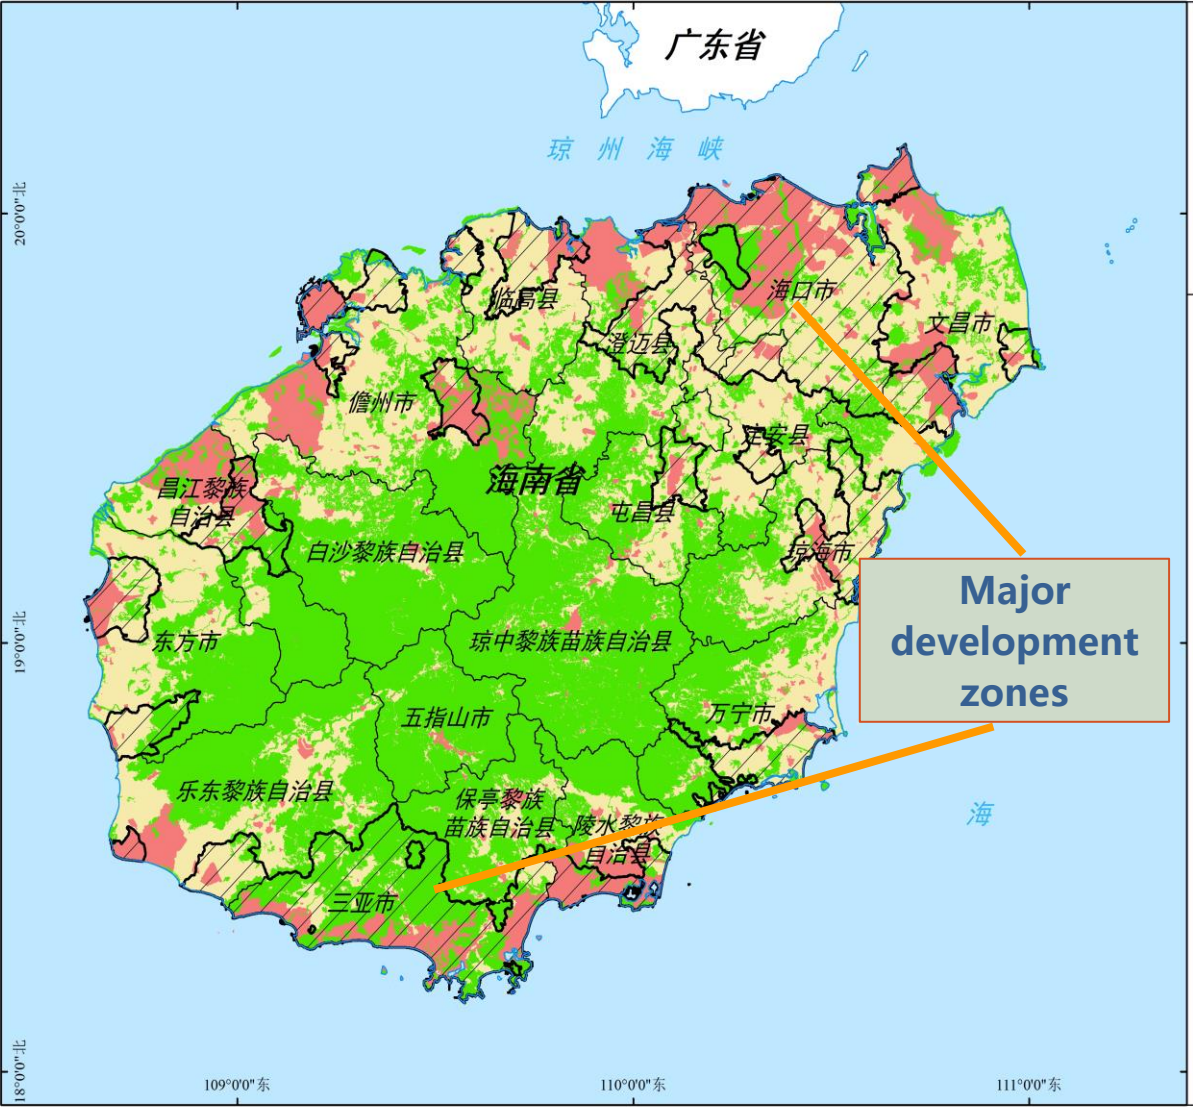 广东省
琼州海峡
20°0'0"北
海口市
临高县
文昌市
澄迈县
儋州市
定安县
海南省
昌江黎族
自治县
屯昌县
白沙黎族自治县
琼海市
Major
development
zones
19°0'0"北
东方市
琼中黎族苗族自治县
五指山市
万宁市
乐东黎族自治县
保亭黎族
苗族自治县
陵水黎族
自治县
海
三亚市
18°0'0"北
109°0'0"东
110°0'0"东
111°0'0"东